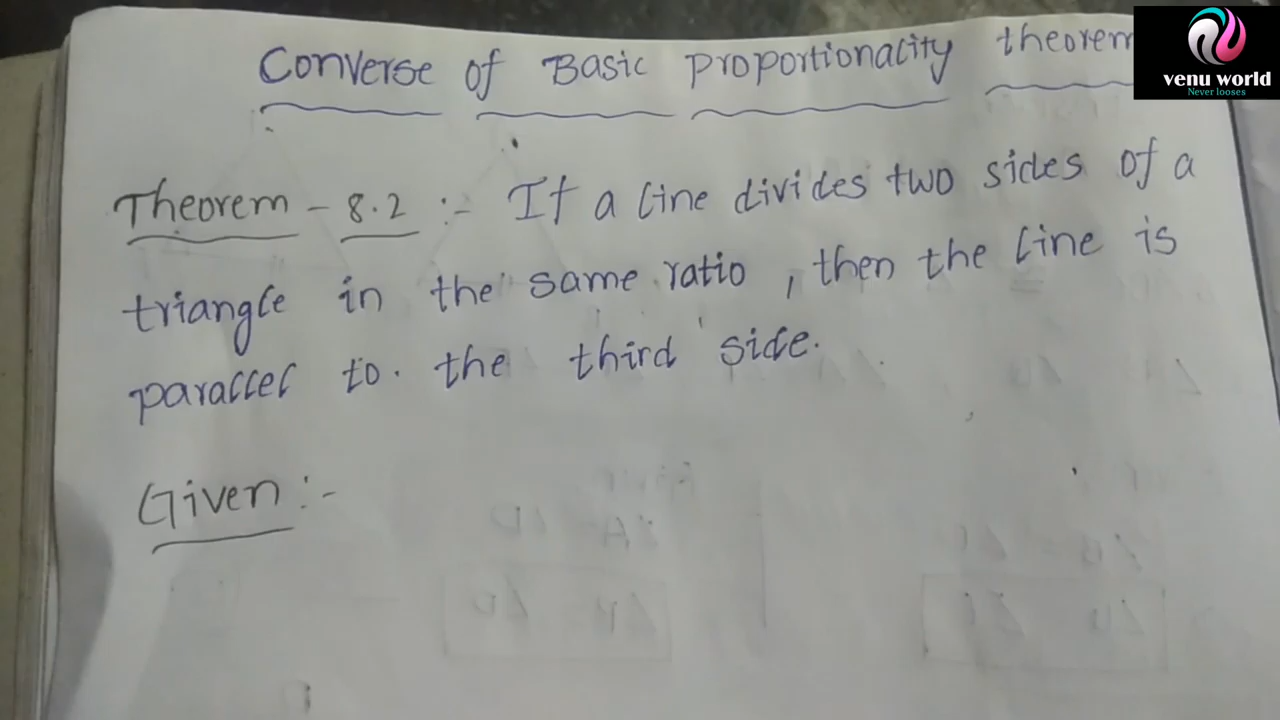 Converse of Basic proportionality theorem
venu world
Never looses
Theorem - 8.2 :- If a line divides two sides of a
triangle in the same ratio, then the line is
parallel to. the third side.
Given :-